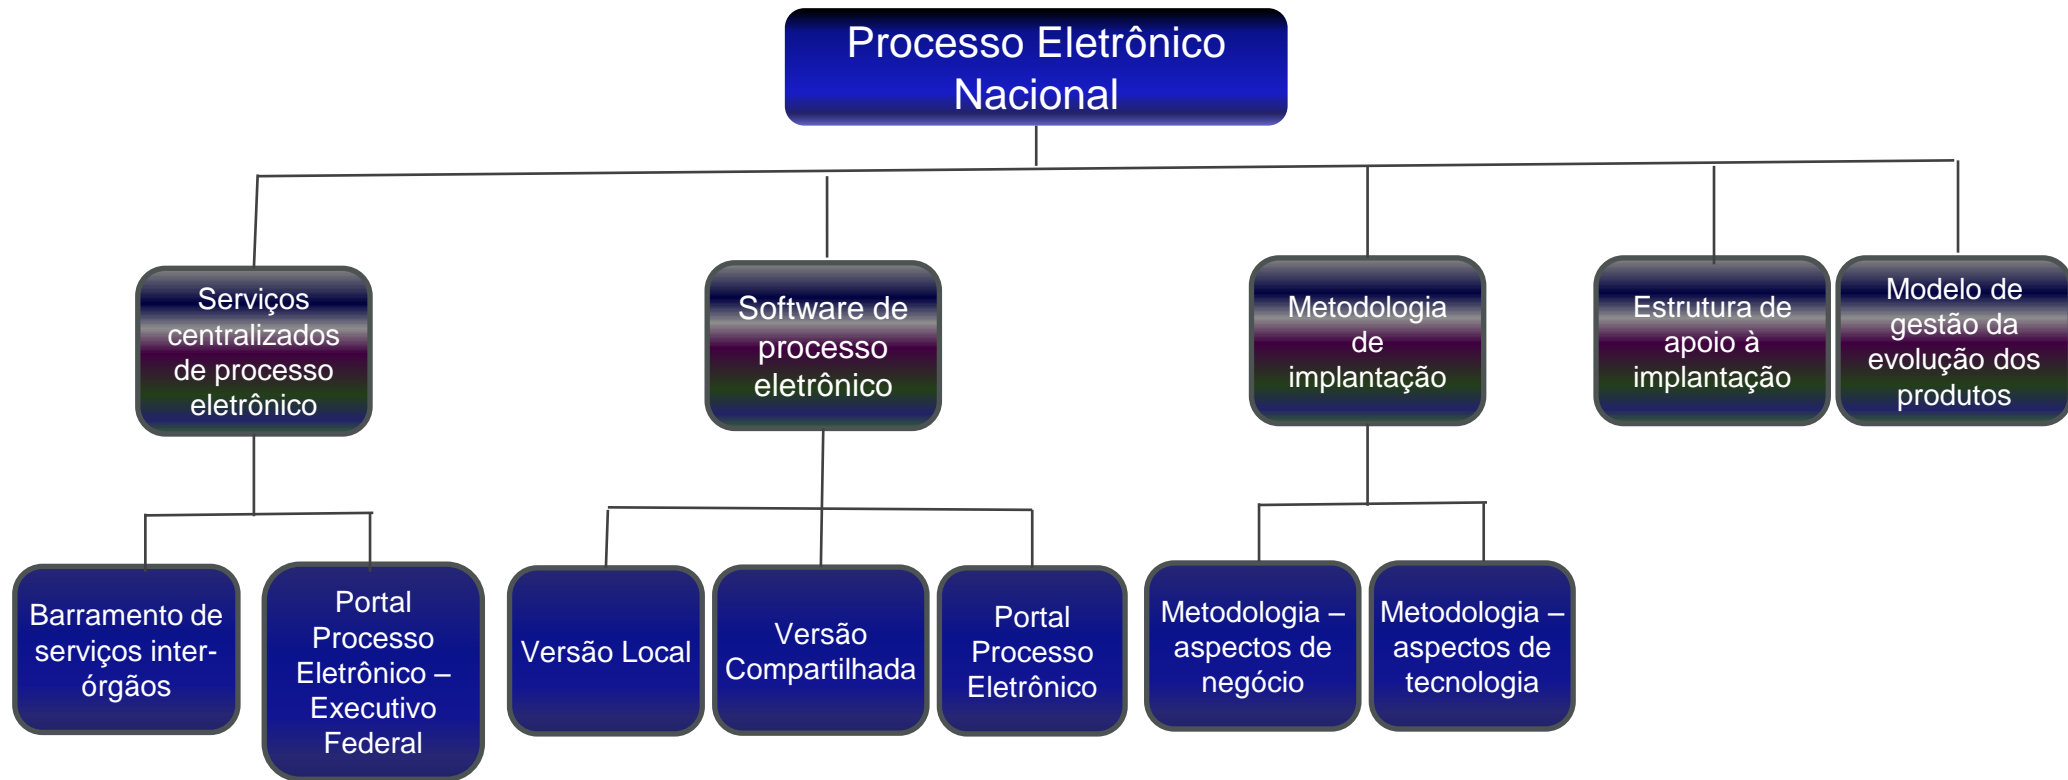 Processo Eletrônico
Nacional
Serviços
centralizados
de processo
eletrônico
Software de
processo
eletrônico
Metodologia
de
implantação
Estrutura de
apoio à
implantação
Modelo de
gestão da
evolução dos
produtos
Barramento de
serviços inter-
órgãos
Portal
Processo
Eletrônico –
Executivo
Federal
Versão Local
Versão
Compartilhada
Portal
Processo
Eletrônico
Metodologia –
aspectos de
negócio
Metodologia –
aspectos de
tecnologia